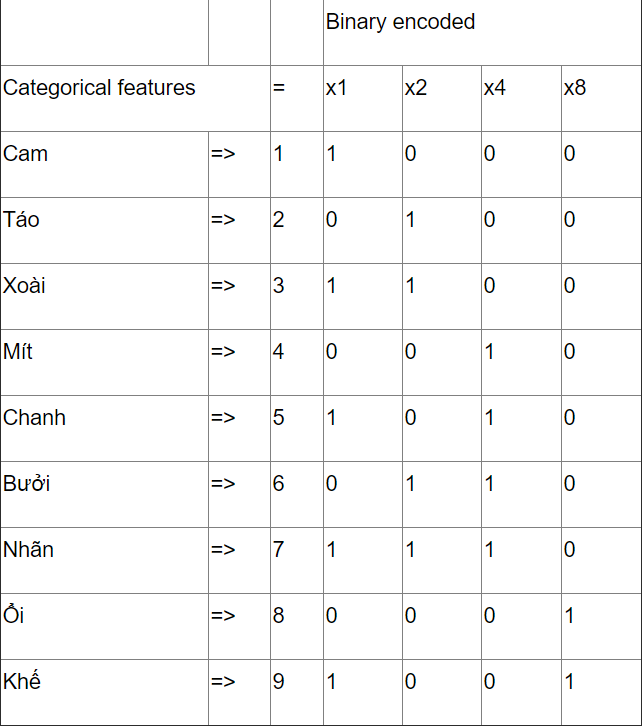 Binary encoded
Categorical features = x1 x2 x4 x8
Cam => 1 1 0 0 0
Táo => 2 0 1 0 0
Xoài => 3 1 1 0 0
Mít => 4 0 0 1 0
Chanh => 5 1 0 1 0
Bưởi => 6 0 1 1 0
Nhãn => 7 1 1 1 0
Ổi => 8 0 0 0 1
Khế => 9 1 0 0 1